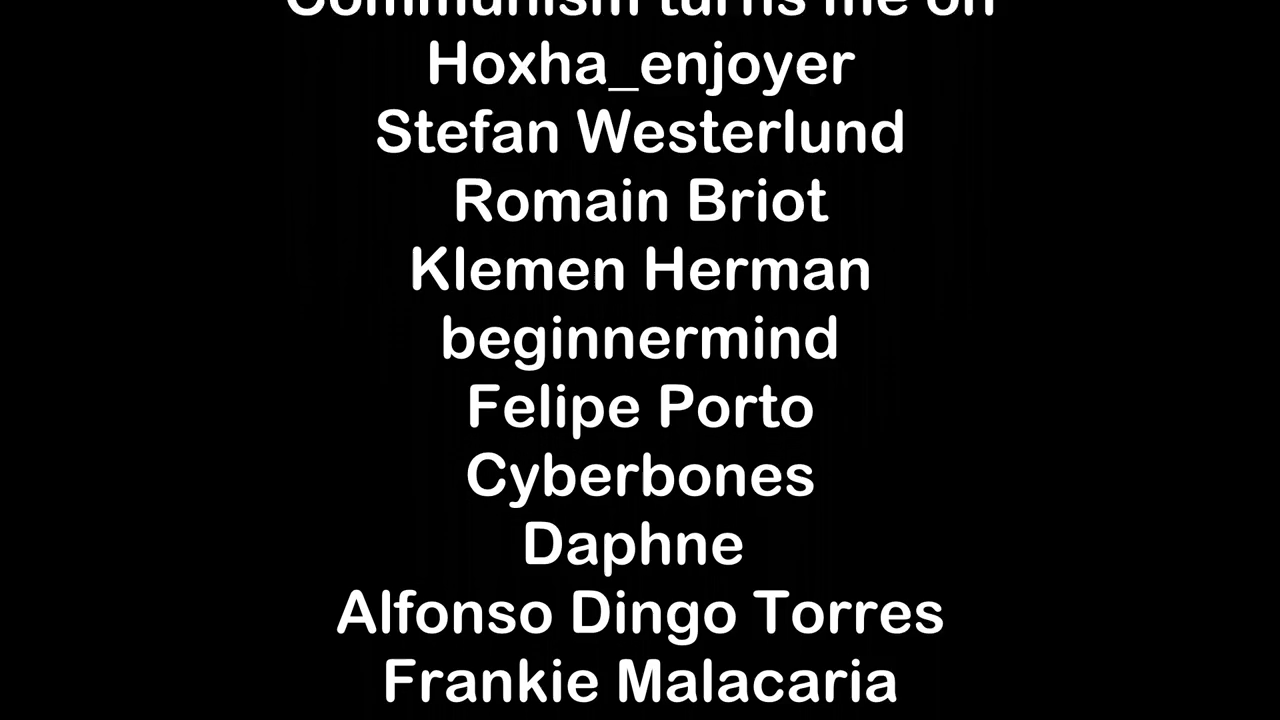 Communism turns me on
Hoxha_enjoyer
Stefan Westerlund
Romain Briot
Klemen Herman
beginnermind
Felipe Porto
Cyberbones
Daphne
Alfonso Dingo Torres
Frankie Malacaria